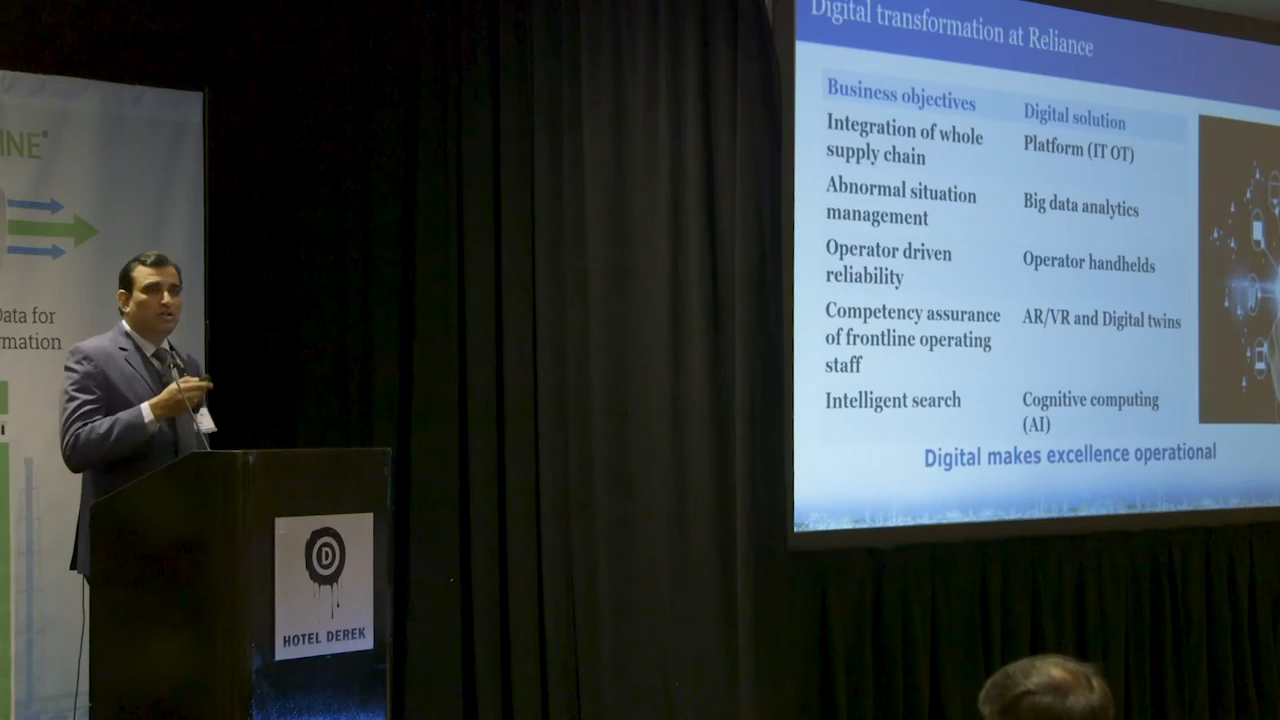 INE®
Data for
mation
D
HOTEL DEREK
Digital transformation at Reliance
Business objectives
Digital solution
Integration of whole
supply chain
Platform (IT OT)
Abnormal situation
management
Big data analytics
Operator driven
reliability
Operator handhelds
Competency assurance
of frontline operating
staff
AR/VR and Digital twins
Intelligent search
Cognitive computing
(AI)
Digital makes excellence operational